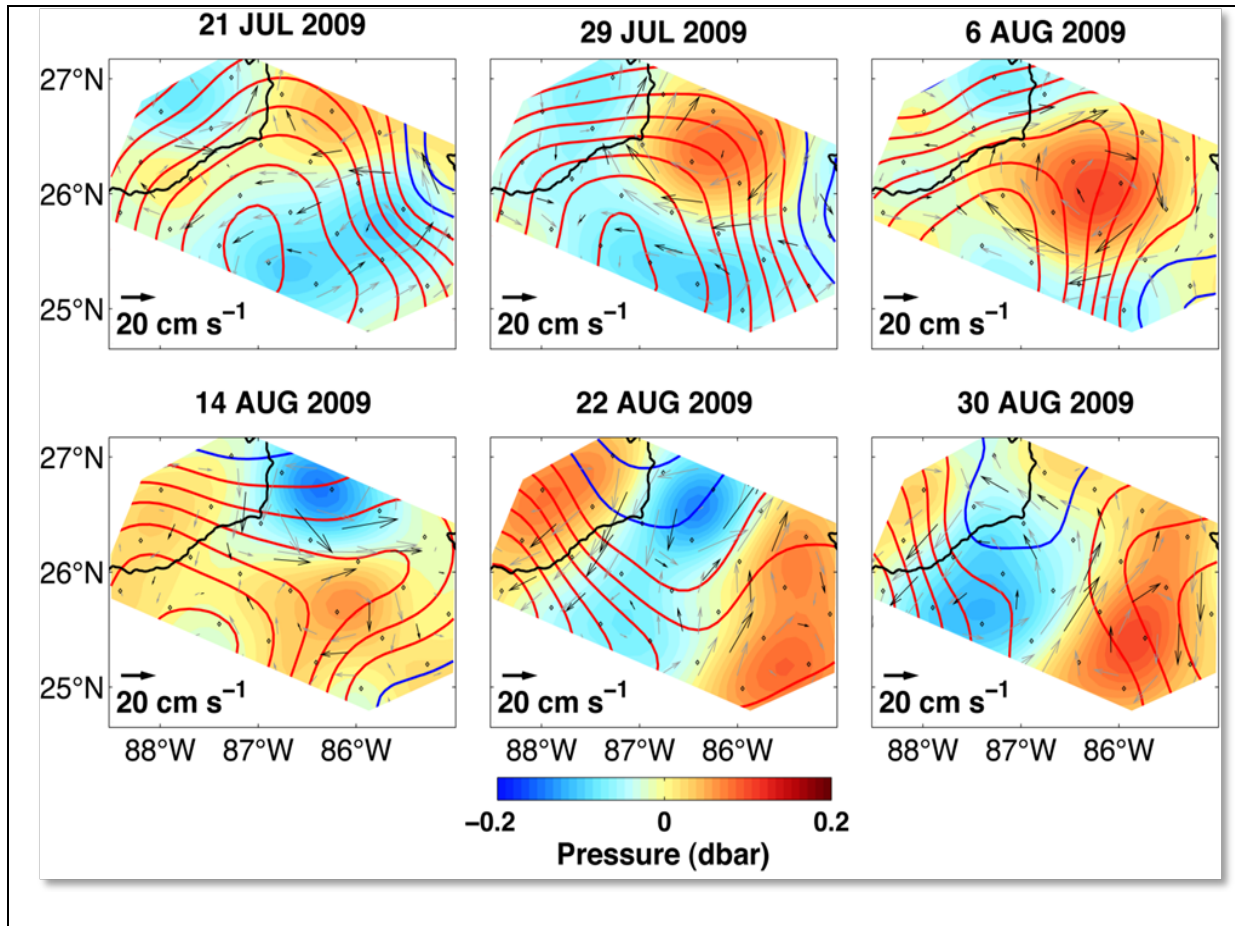 21 JUL 2009 29 JUL 2009 6 AUG 2009
27°N
26°N
25°N
20 cm s⁻¹ 20 cm s⁻¹ 20 cm s⁻¹
14 AUG 2009 22 AUG 2009 30 AUG 2009
27°N
26°N
25°N
20 cm s⁻¹ 20 cm s⁻¹ 20 cm s⁻¹
88°W 87°W 86°W 88°W 87°W 86°W 88°W 87°W 86°W
−0.2 0 0.2
Pressure (dbar)